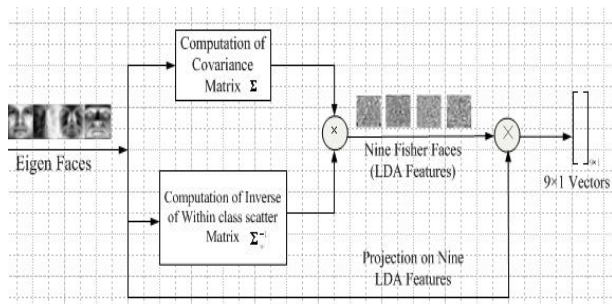 Computation of
Covariance
Matrix Σ
Eigen Faces
×
Nine Fisher Faces
(LDA Features)
×
9×1 Vectors
Computation of Inverse
of Within class scatter
Matrix Σ
Projection on Nine
LDA Features